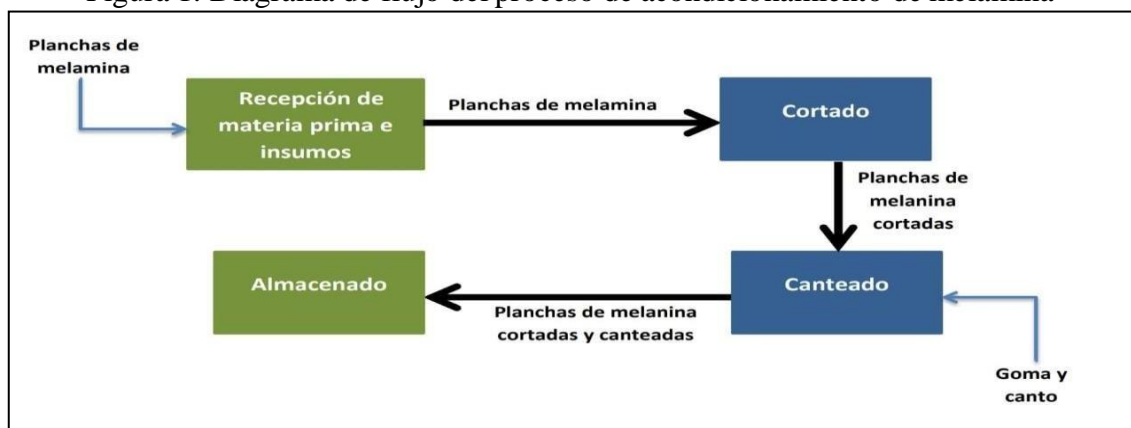 Figura 1: Diagrama de flujo del proceso de acondicionamiento de melamina
Planchas de
melamina
Recepción de
materia prima e
insumos
Planchas de melamina
Cortado
Planchas de
melanina
cortadas
Canteado
Goma y
canto
Planchas de melanina
cortadas y canteadas
Almacenado